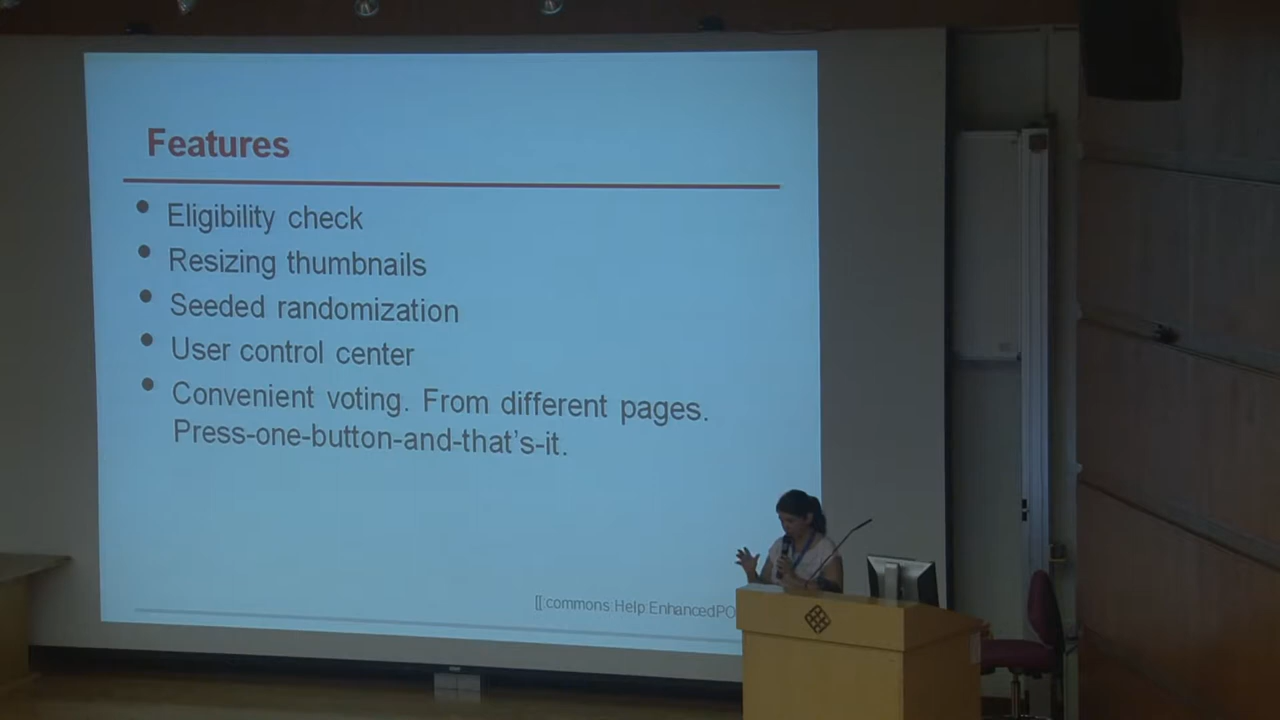 Features
• Eligibility check
• Resizing thumbnails
• Seeded randomization
• User control center
• Convenient voting. From different pages.
Press-one-button-and-that's-it.
[[:commons:Help:EnhancedPO